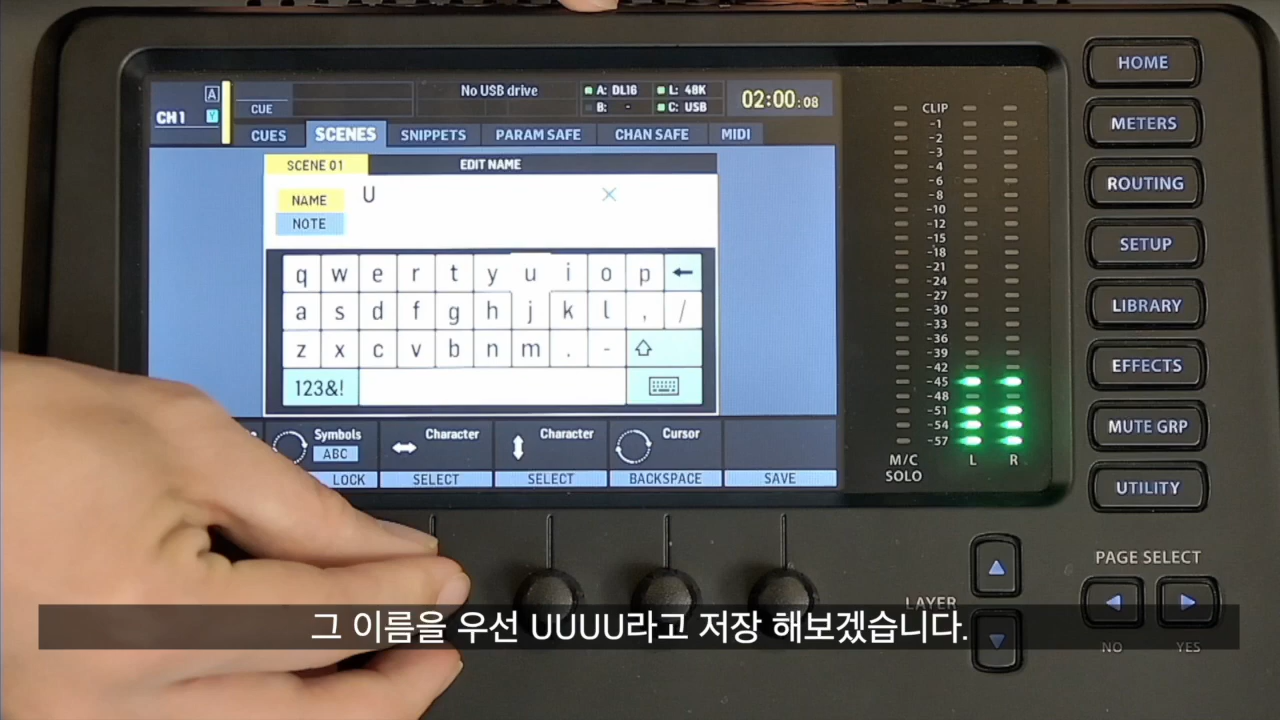 A
CH1
Y
CUE
No USB drive
A: DL16
L: 48K
B: -
C: USB
02:00:08
CUES
SCENES
SNIPPETS
PARAM SAFE
CHAN SAFE
MIDI
SCENE 01
EDIT NAME
NAME
U
NOTE
q w e r t y u i o p
a s d f g h j k l , /
z x c v b n m . -
123&!
Symbols
ABC
LOCK
Character
SELECT
Character
SELECT
Cursor
BACKSPACE
SAVE
CLIP
-1
-2
-3
-4
-6
-8
-10
-12
-15
-18
-21
-24
-27
-30
-33
-36
-39
-42
-45
-48
-51
-54
-57
M/C
SOLO
L
R
HOME
METERS
ROUTING
SETUP
LIBRARY
EFFECTS
MUTE GRP
UTILITY
LAYER
PAGE SELECT
NO
YES
그 이름을 우선 UUUU라고 저장 해보겠습니다.